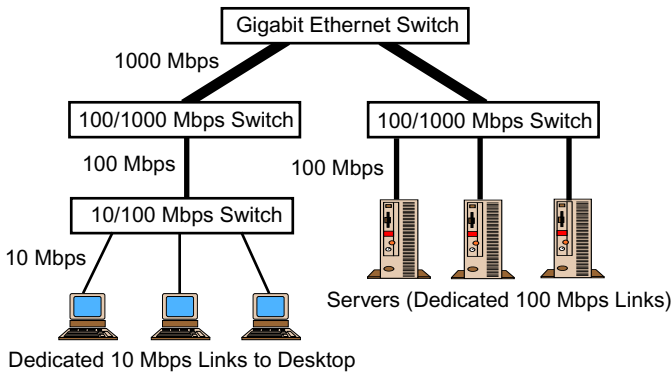 Gigabit Ethernet Switch
1000 Mbps
100/1000 Mbps Switch
100/1000 Mbps Switch
100 Mbps
100 Mbps
10/100 Mbps Switch
10 Mbps
Servers (Dedicated 100 Mbps Links)
Dedicated 10 Mbps Links to Desktop